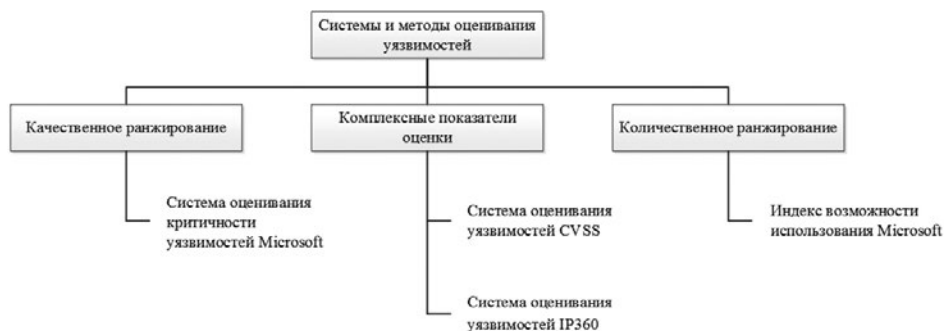 Системы и методы оценивания
уязвимостей
Качественное ранжирование
Комплексные показатели
оценки
Количественное ранжирование
Система оценивания
критичности
уязвимостей Microsoft
Система оценивания
уязвимостей CVSS
Индекс возможности
использования Microsoft
Система оценивания
уязвимостей IP360